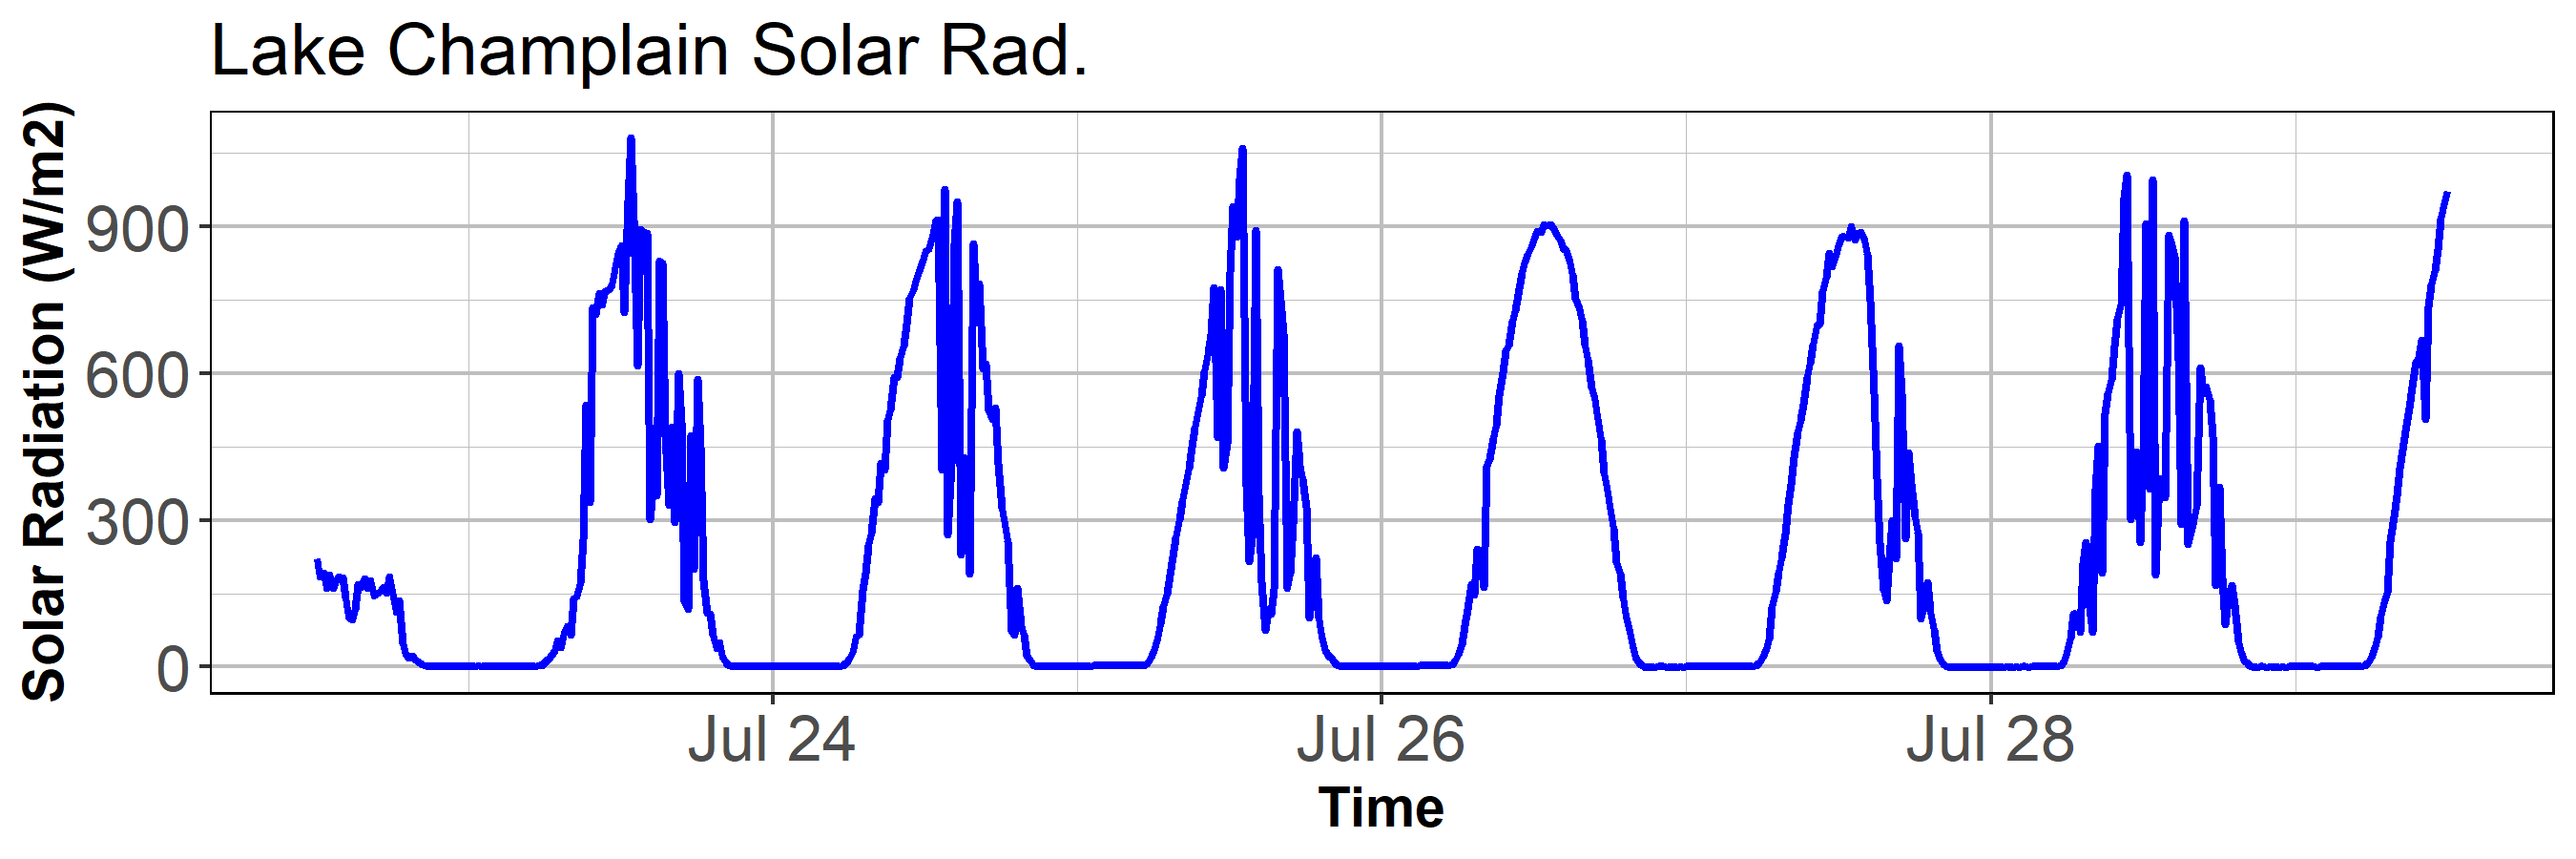 Lake Champlain Solar Rad.
Solar Radiation (W/m2)
900
600
300
0
Jul 24 Jul 26 Jul 28
Time